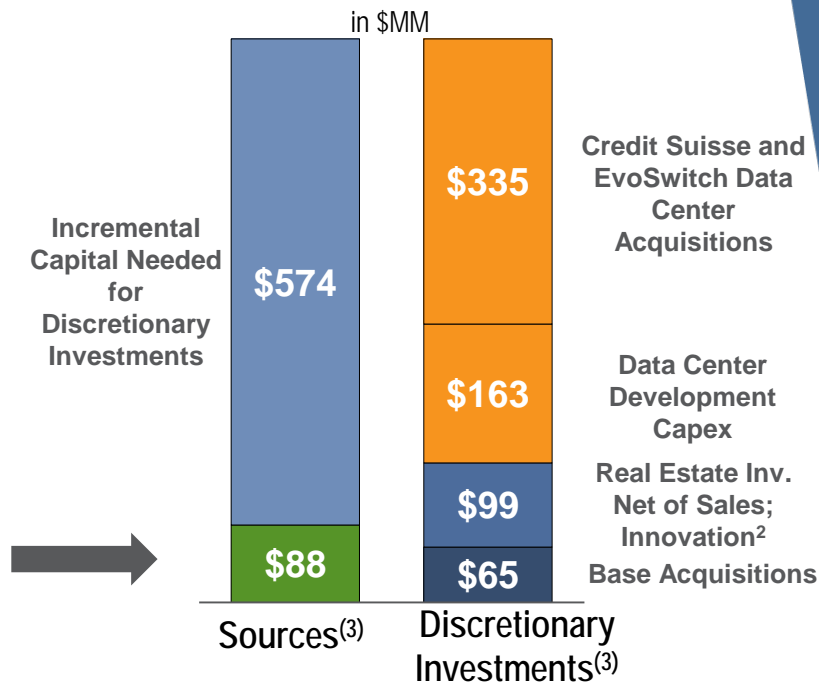 in $MM
Incremental
Capital Needed
for
Discretionary
Investments
$574
$88
$335
$163
$99
$65
Credit Suisse and
EvoSwitch Data
Center
Acquisitions
Data Center
Development
Capex
Real Estate Inv.
Net of Sales;
Innovation²
Base Acquisitions
Sources⁽³⁾
Discretionary
Investments⁽³⁾